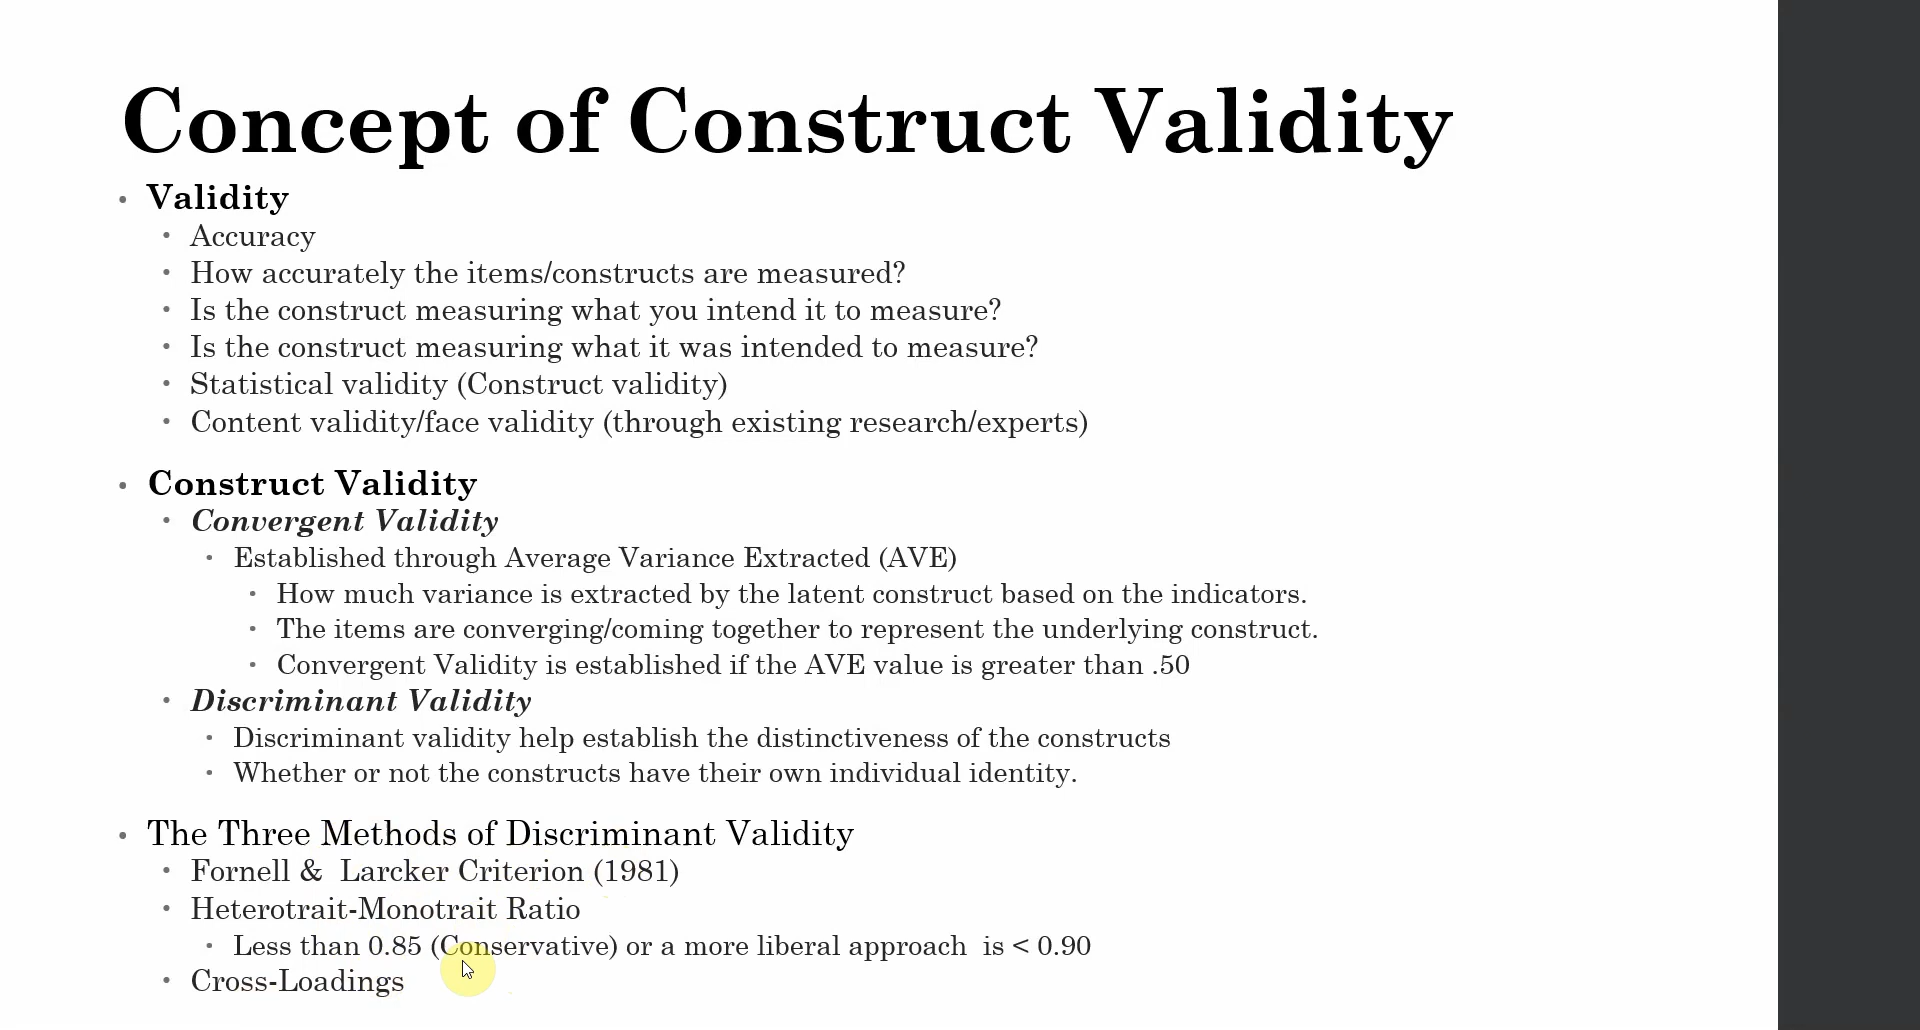 Concept of Construct Validity
• Validity
• Accuracy
• How accurately the items/constructs are measured?
• Is the construct measuring what you intend it to measure?
• Is the construct measuring what it was intended to measure?
• Statistical validity (Construct validity)
• Content validity/face validity (through existing research/experts)
• Construct Validity
• Convergent Validity
• Established through Average Variance Extracted (AVE)
• How much variance is extracted by the latent construct based on the indicators.
• The items are converging/coming together to represent the underlying construct.
• Convergent Validity is established if the AVE value is greater than .50
• Discriminant Validity
• Discriminant validity help establish the distinctiveness of the constructs
• Whether or not the constructs have their own individual identity.
• The Three Methods of Discriminant Validity
• Fornell &  Larcker Criterion (1981)
• Heterotrait-Monotrait Ratio
• Less than 0.85 (Conservative) or a more liberal approach  is < 0.90
• Cross-Loadings